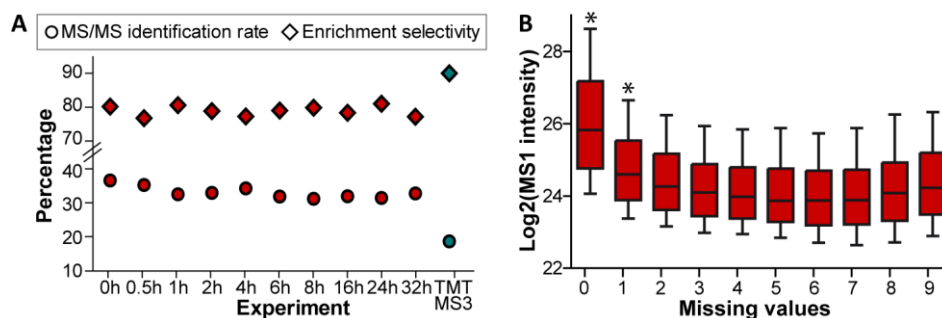 A
MS/MS identification rate Enrichment selectivity
Percentage
90
80
70
40
30
20
10
0h 0.5h 1h 2h 4h 6h 8h 16h 24h 32h TMT
MS3
Experiment
B
Log2(MS1 intensity)
28
26
24
22
* *
0 1 2 3 4 5 6 7 8 9
Missing values